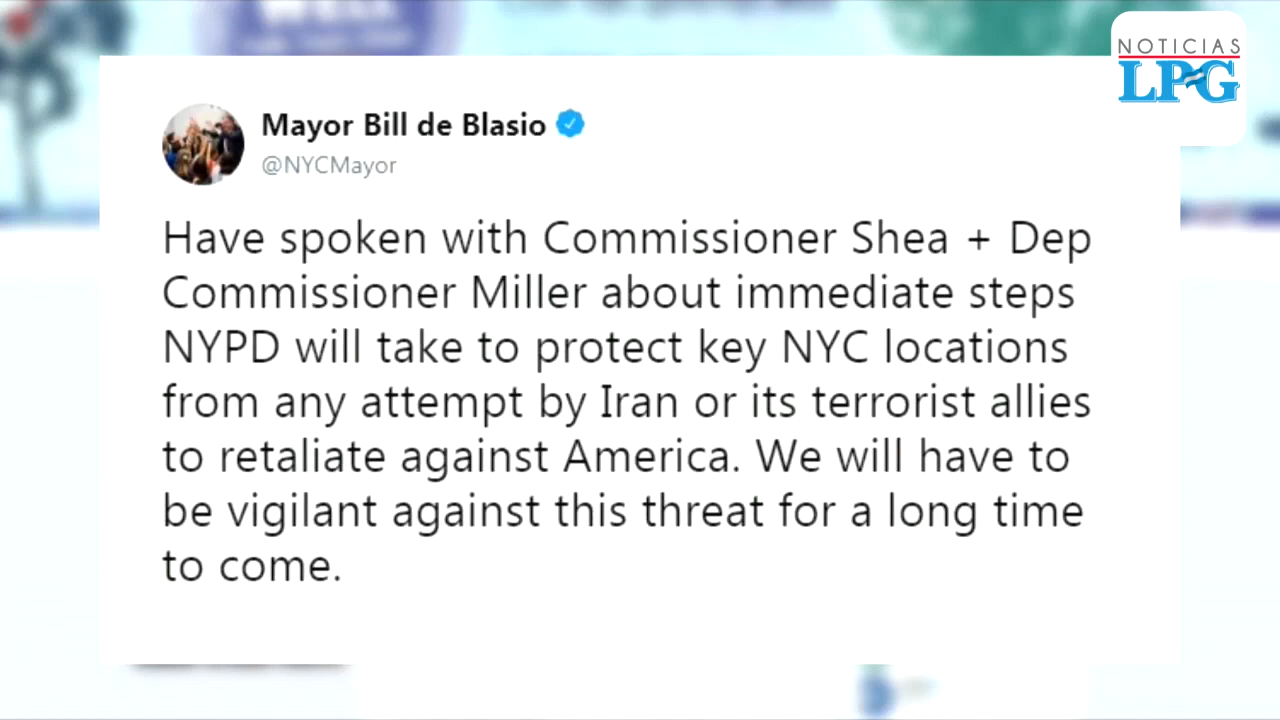 WELL
NOTICIAS
LPG
Mayor Bill de Blasio
@NYCMayor
Have spoken with Commissioner Shea + Dep
Commissioner Miller about immediate steps
NYPD will take to protect key NYC locations
from any attempt by Iran or its terrorist allies
to retaliate against America. We will have to
be vigilant against this threat for a long time
to come.